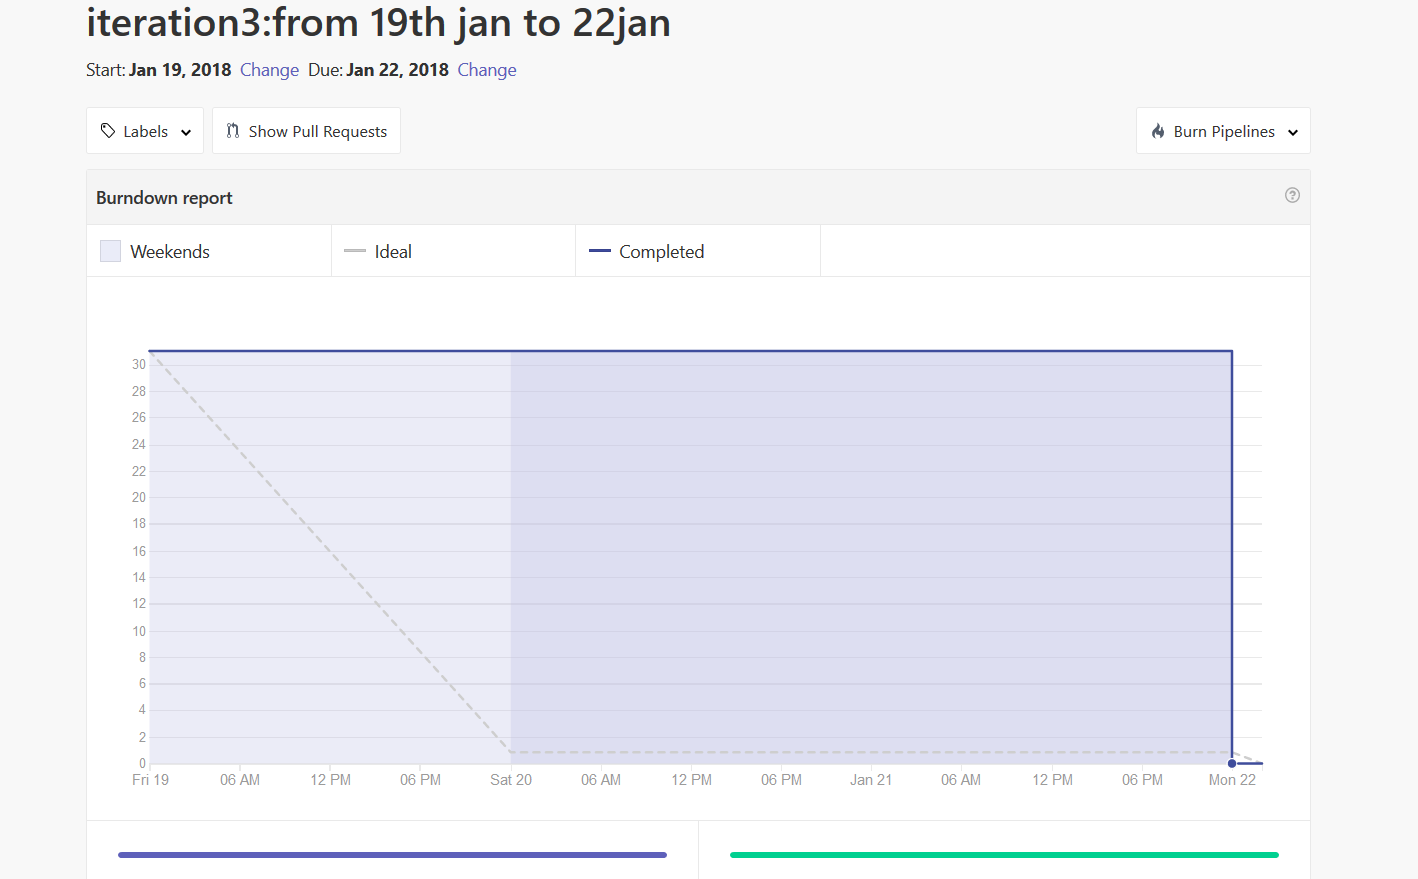 iteration3:from 19th jan to 22jan
Start: Jan 19, 2018 Change Due: Jan 22, 2018 Change
Labels Show Pull Requests Burn Pipelines
Burndown report
Weekends Ideal Completed
30
28
26
24
22
20
18
16
14
12
10
8
6
4
2
0
Fri 19 06 AM 12 PM 06 PM Sat 20 06 AM 12 PM 06 PM Jan 21 06 AM 12 PM 06 PM Mon 22